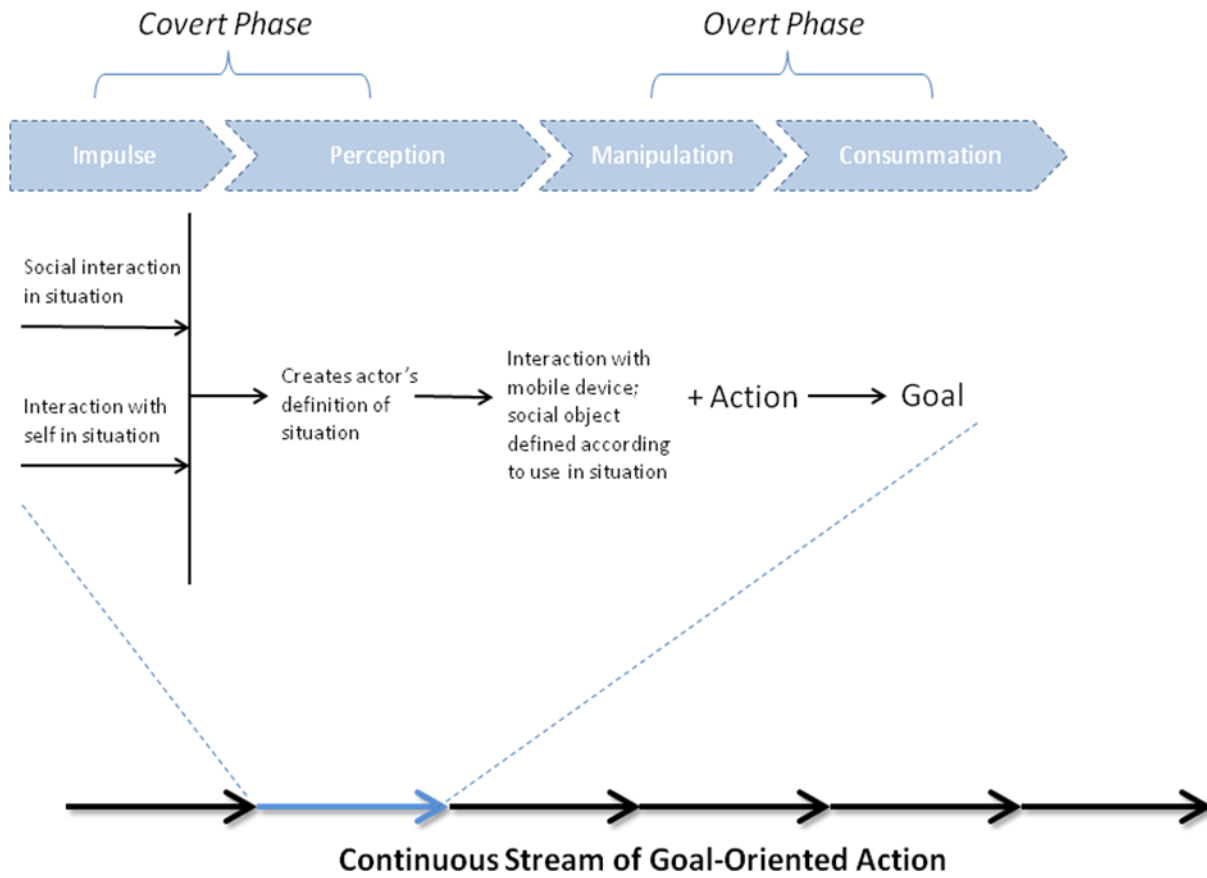 Covert Phase
Overt Phase
Impulse
Perception
Manipulation
Consummation
Social interaction
in situation
Interaction with
self in situation
Creates actor's
definition of
situation
Interaction with
mobile device;
social object
defined according
to use in situation
+ Action
Goal
Continuous Stream of Goal-Oriented Action